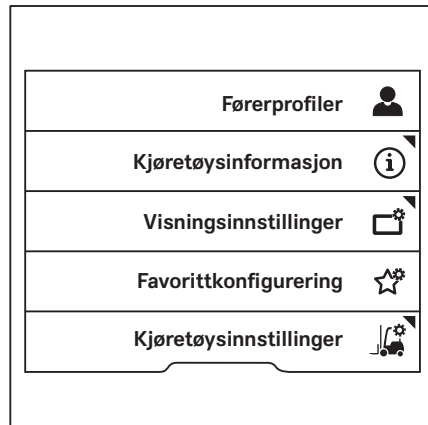 Førerprofiler
Kjøretøysinformasjon
Visningsinnstillinger
Favorittkonfigurering
Kjøretøysinnstillinger